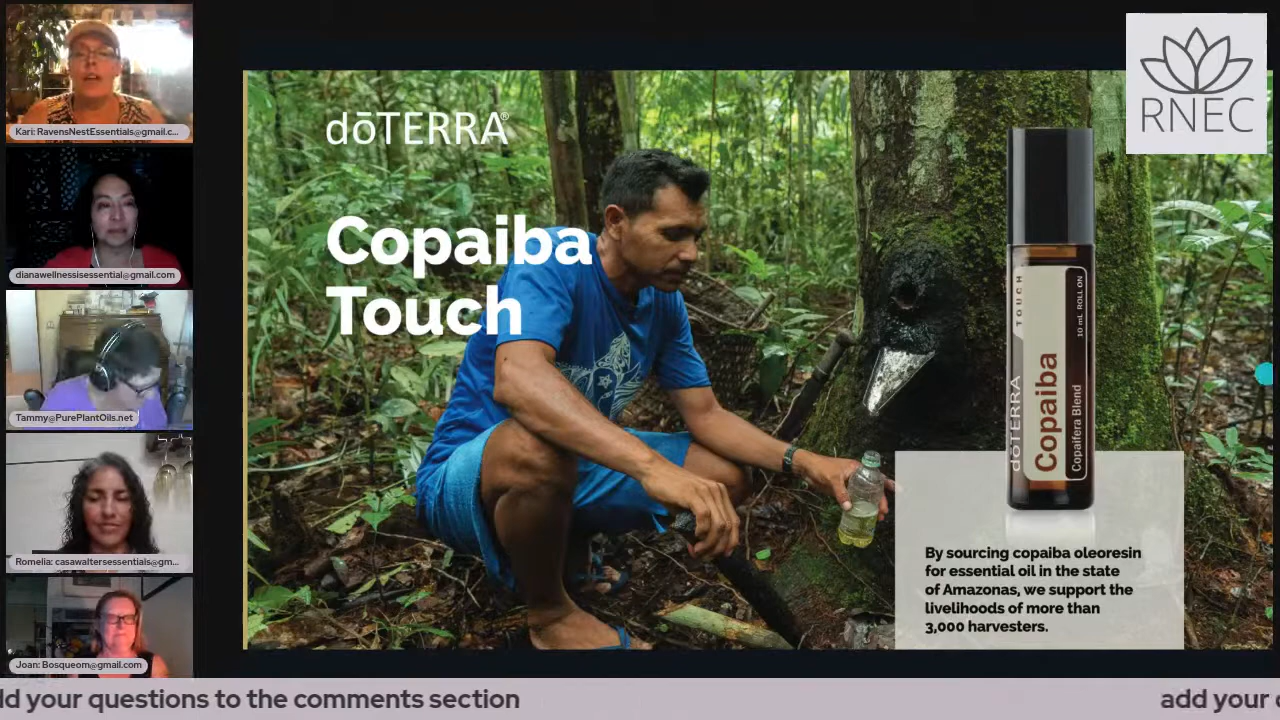 Kari: RavensNestEssentials@gmail.c...
dianawellnessisessential@gmail.com
Tammy@PurePlantOils.net
Romelia: casawaltersessentials@gm...
Joan: Bosqueom@gmail.com
dōTERRA®
Copaiba
Touch
RNEC
dōTERRA TOUCH
Copaiba
Copaifera Blend
10 mL ROLL ON
By sourcing copaiba oleoresin
for essential oil in the state
of Amazonas, we support the
livelihoods of more than
3,000 harvesters.
dd your questions to the comments section
add your